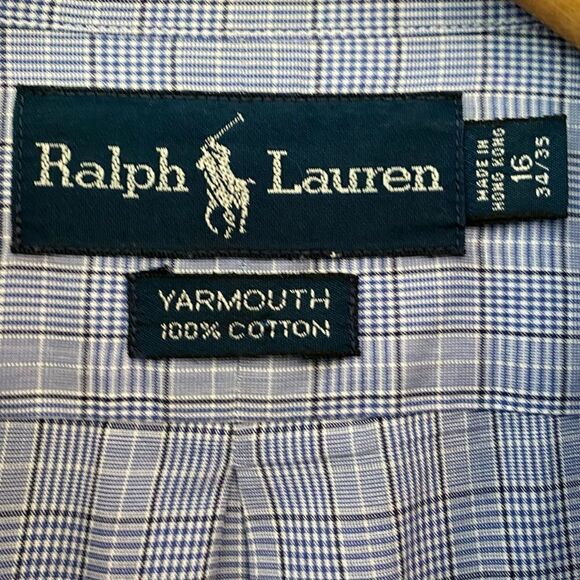 Ralph Lauren
MADE IN
HONG KONG
16
34/35
YARMOUTH
100% COTTON